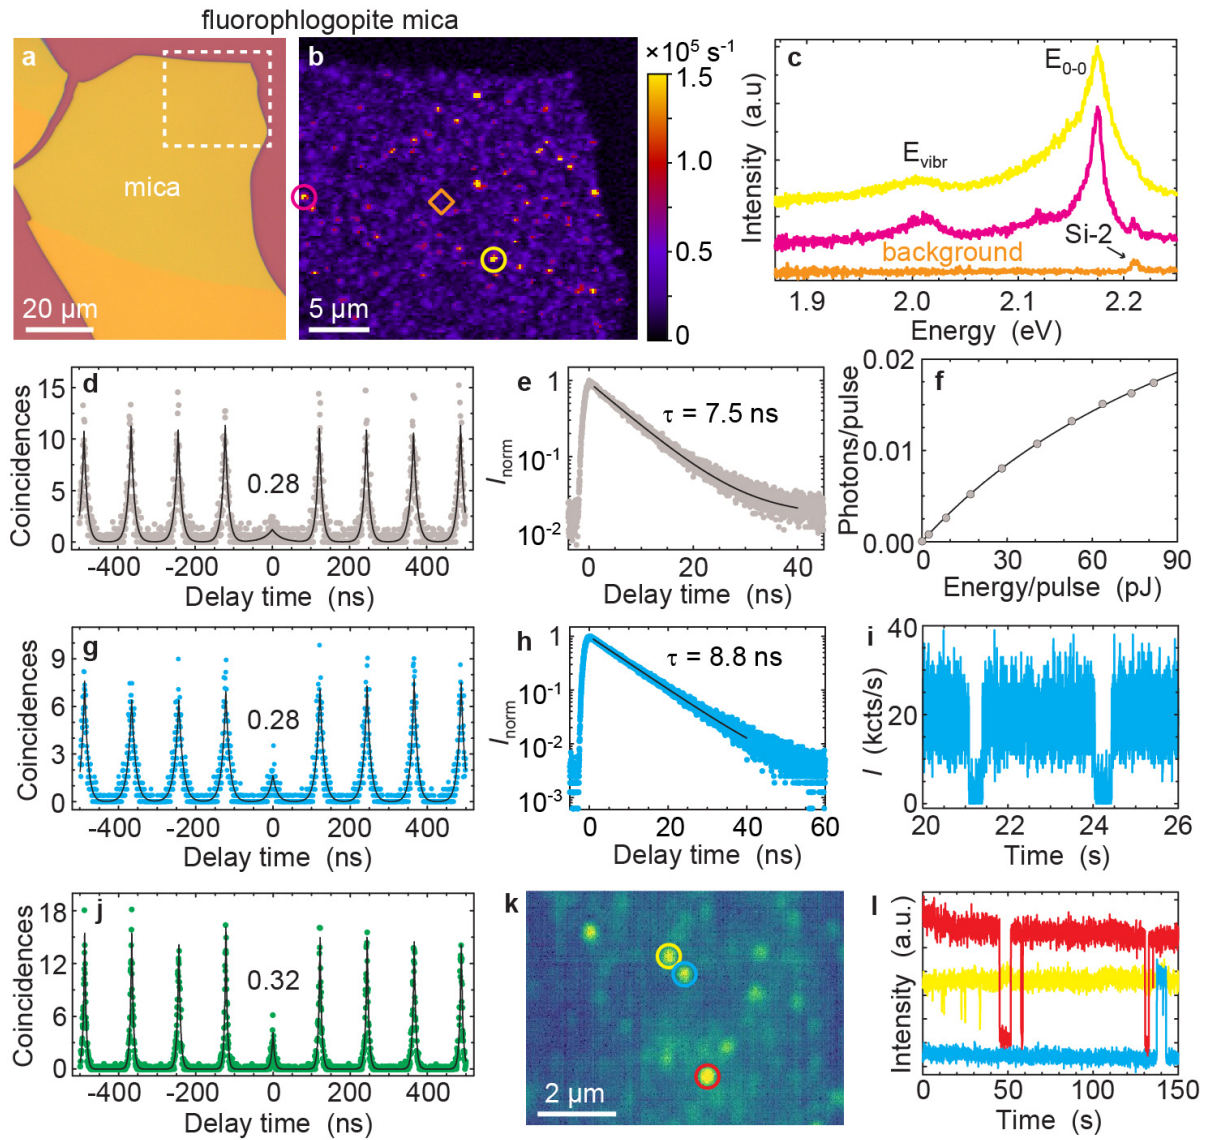 fluorophlogopite mica
a
mica
20 μm
b
5 μm
×10⁵ s⁻¹
1.5
1.0
0.5
0
c
E0-0
Evibr
Si-2
background
Intensity (a.u)
1.9 2.0 2.1 2.2
Energy (eV)
d
Coincidences
15
10
5
0
0.28
-400 -200 0 200 400
Delay time (ns)
e
Inorm
1
10⁻¹
10⁻²
τ = 7.5 ns
0 20 40
Delay time (ns)
f
Photons/pulse
0.02
0.01
0.00
0 30 60 90
Energy/pulse (pJ)
g
Coincidences
9
6
3
0
0.28
-400 -200 0 200 400
Delay time (ns)
h
Inorm
1
10⁻¹
10⁻²
10⁻³
τ = 8.8 ns
0 20 40 60
Delay time (ns)
i
I (kcts/s)
40
20
0
20 22 24 26
Time (s)
j
Coincidences
18
12
6
0
0.32
-400 -200 0 200 400
Delay time (ns)
k
2 μm
l
Intensity (a.u.)
0 50 100 150
Time (s)